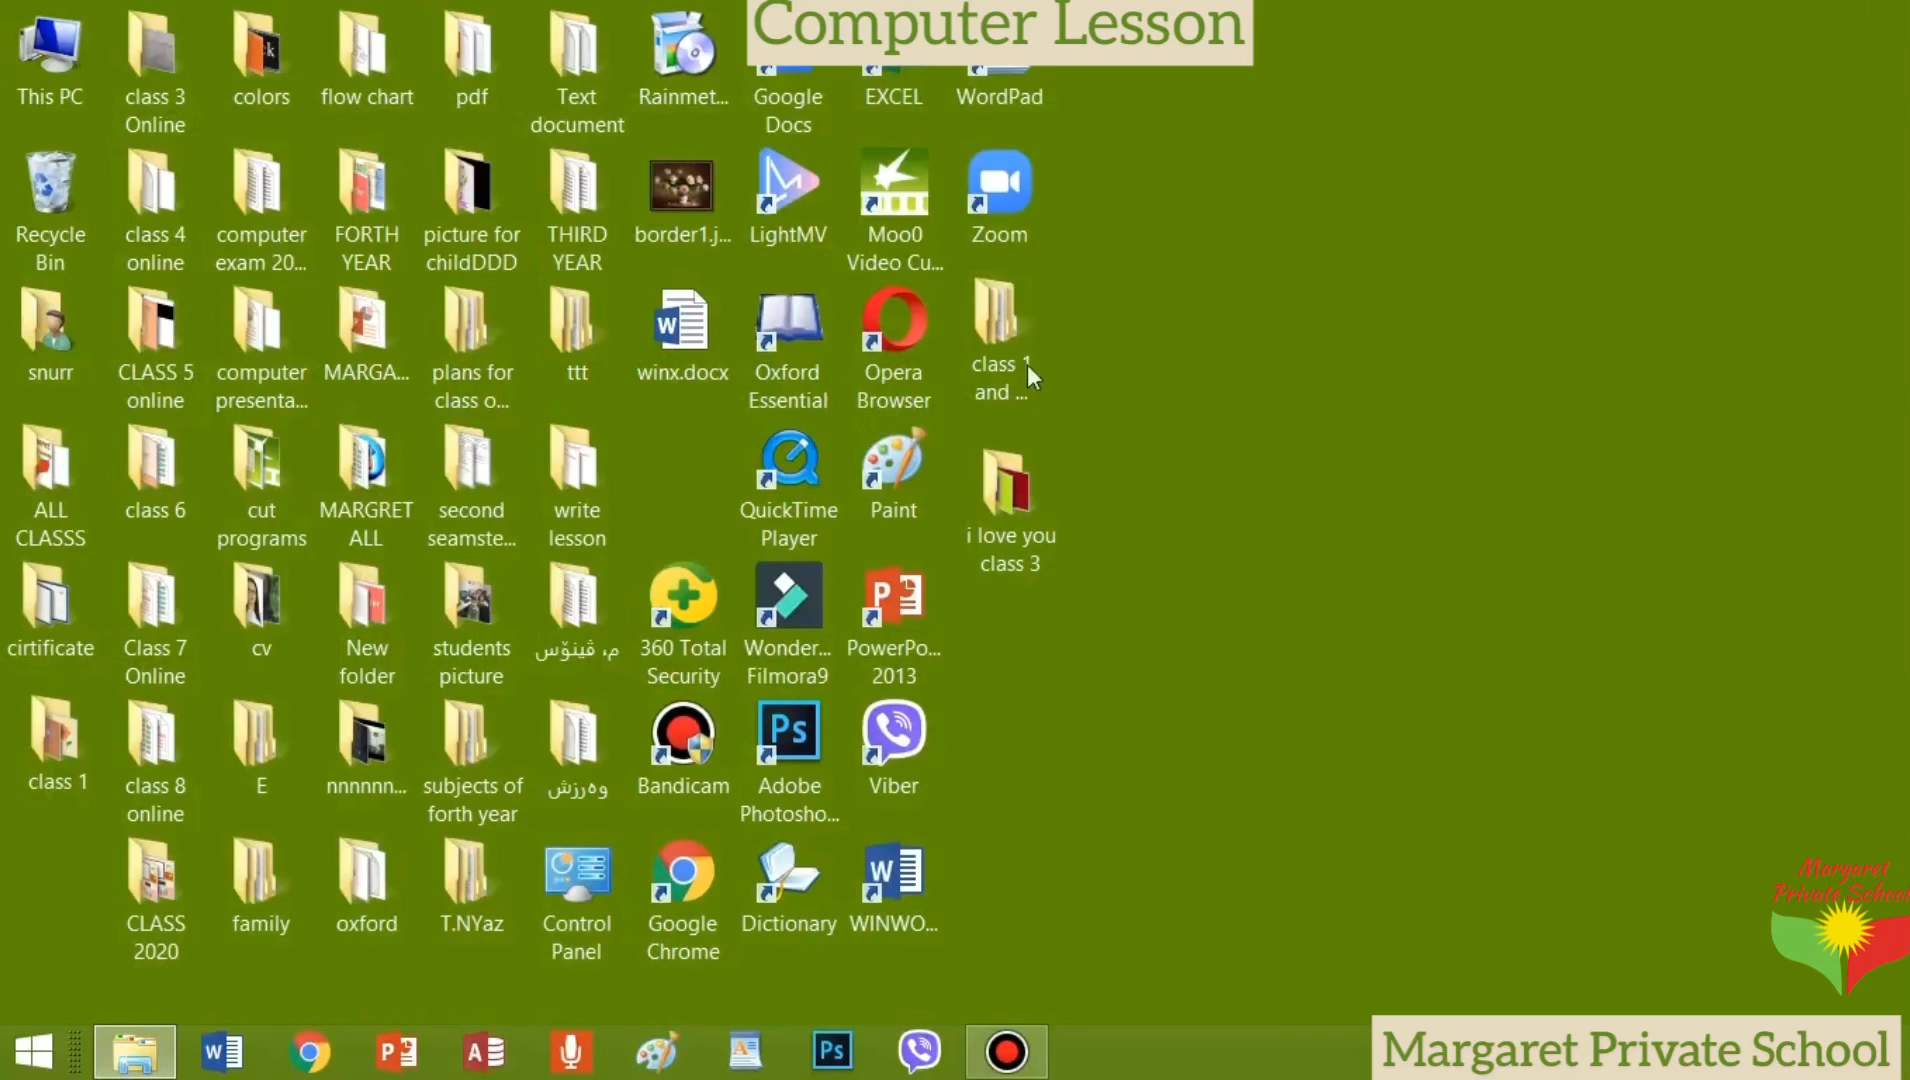 Computer Lesson
This PC
class 3
Online
colors
flow chart
pdf
Text
document
Rainmet...
Google
Docs
EXCEL
WordPad
Recycle
Bin
class 4
online
computer
exam 20...
FORTH
YEAR
picture for
childDDD
THIRD
YEAR
border1.j...
LightMV
Moo0
Video Cu...
Zoom
snurr
CLASS 5
online
computer
presenta...
MARGA...
plans for
class o...
ttt
winx.docx
Oxford
Essential
Opera
Browser
class 1
and ...
ALL
CLASSS
class 6
cut
programs
MARGRET
ALL
second
seamste...
write
lesson
QuickTime
Player
Paint
i love you
class 3
cirtificate
Class 7
Online
cv
New
folder
students
picture
م، ڤینۆس
360 Total
Security
Wonder...
Filmora9
PowerPo...
2013
class 1
class 8
online
E
nnnnnn...
subjects of
forth year
وەرزش
Bandicam
Adobe
Photosho...
Viber
CLASS
2020
family
oxford
T.NYaz
Control
Panel
Google
Chrome
Dictionary
WINWO...
Margaret
Private School
Margaret Private School